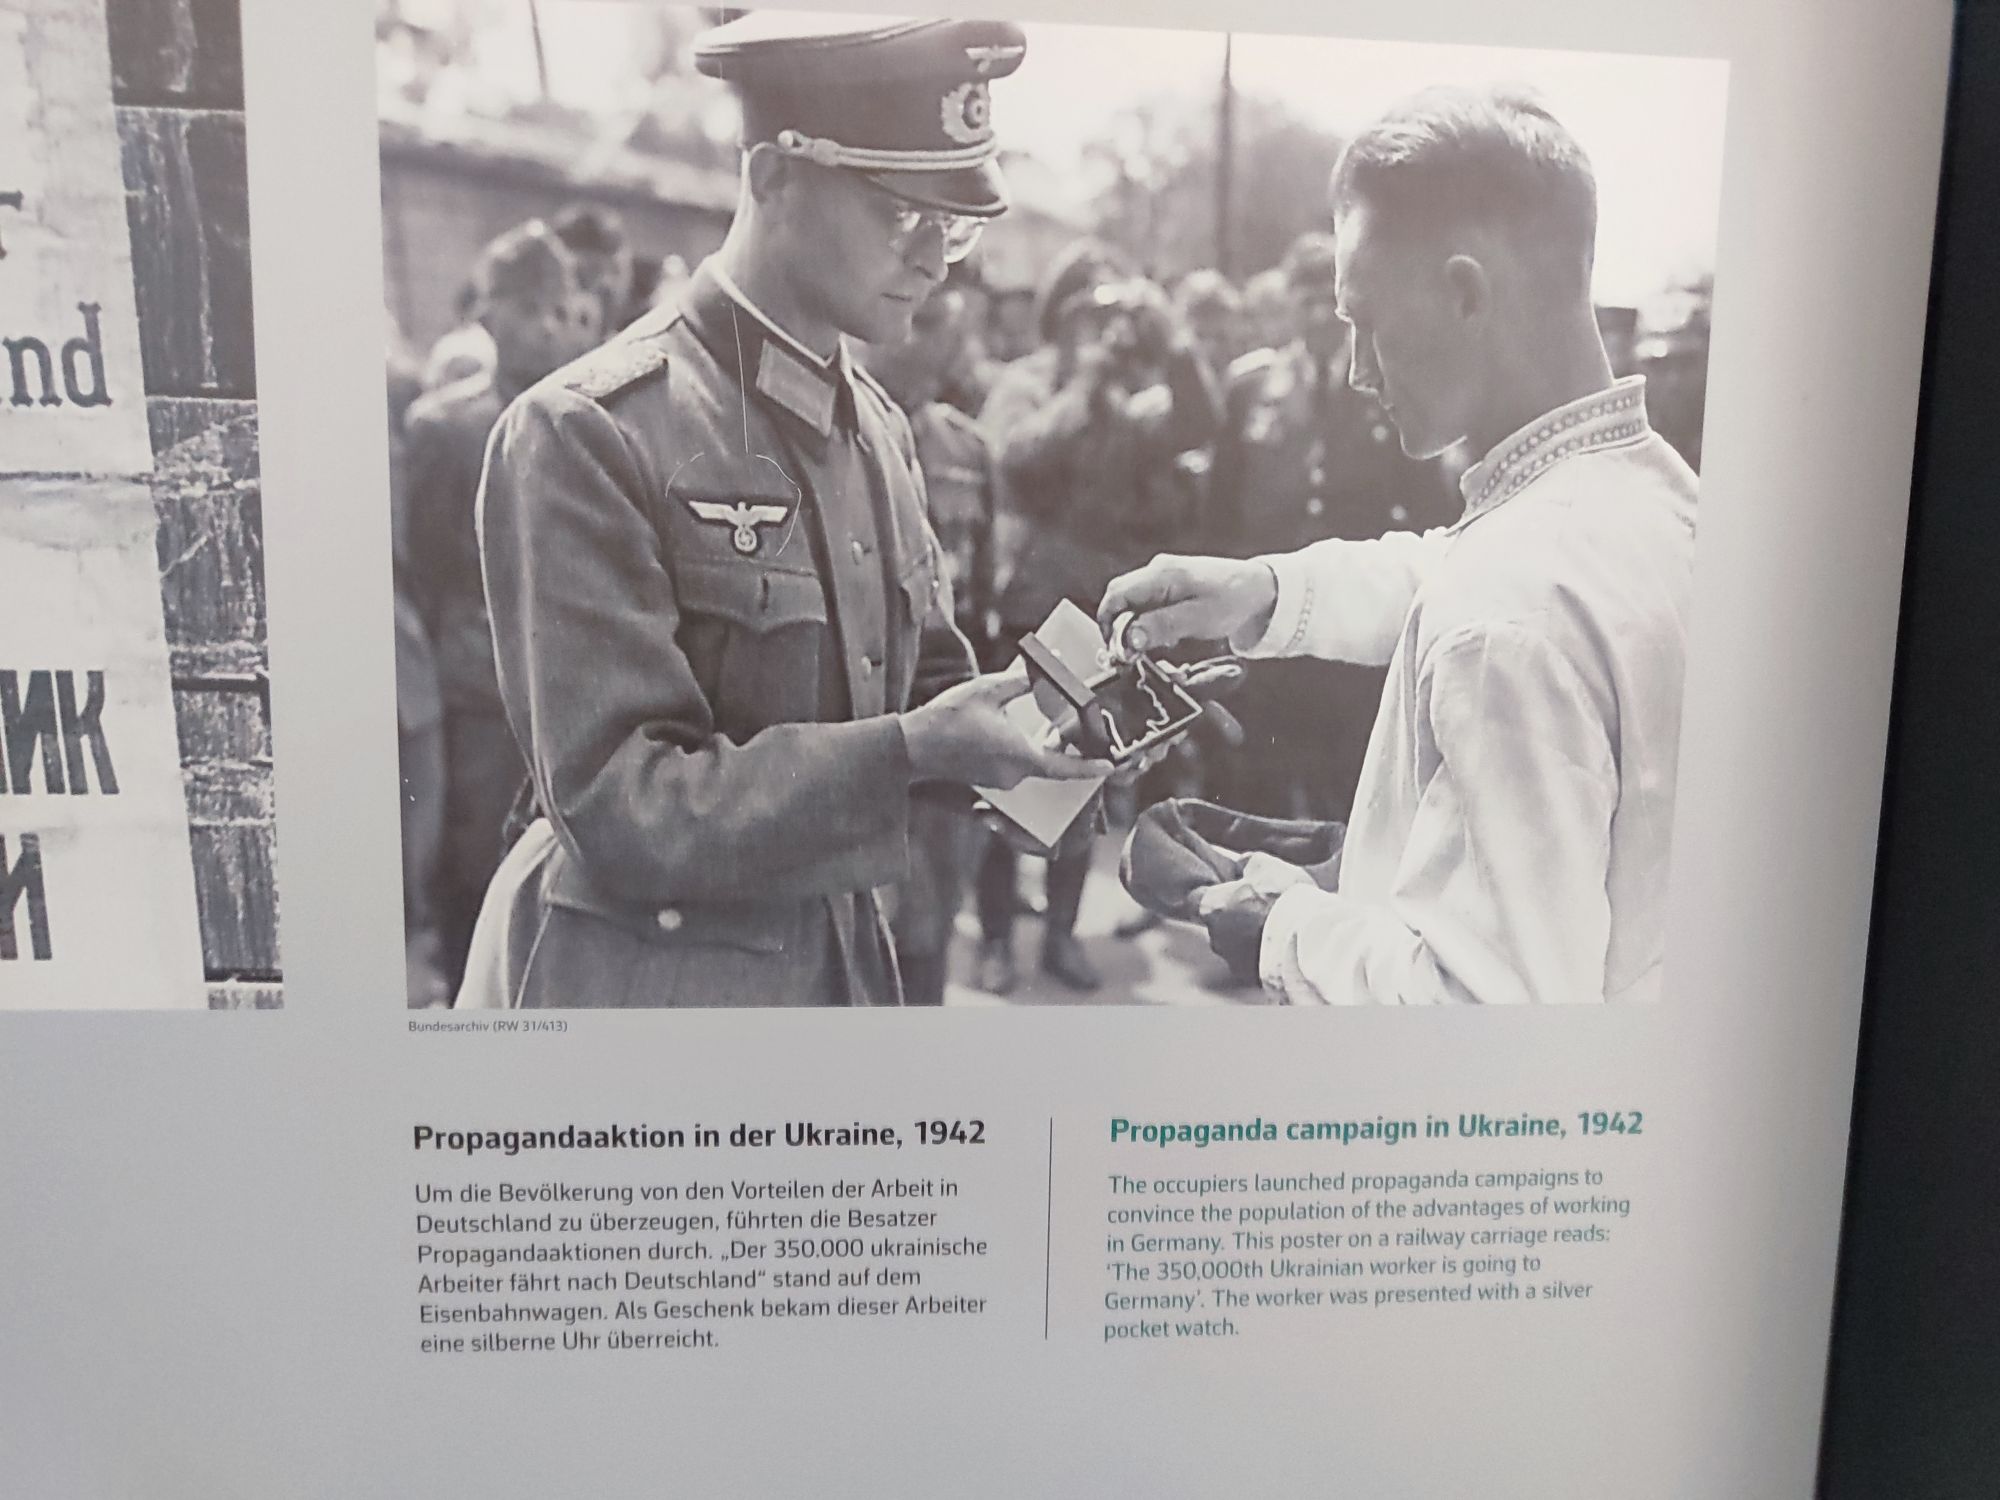 nd
НИК
Bundesarchiv (RW 31/413)
Propagandaaktion in der Ukraine, 1942
Um die Bevölkerung von den Vorteilen der Arbeit in
Deutschland zu überzeugen, führten die Besatzer
Propagandaaktionen durch. „Der 350.000 ukrainische
Arbeiter fährt nach Deutschland“ stand auf dem
Eisenbahnwagen. Als Geschenk bekam dieser Arbeiter
eine silberne Uhr überreicht.
Propaganda campaign in Ukraine, 1942
The occupiers launched propaganda campaigns to
convince the population of the advantages of working
in Germany. This poster on a railway carriage reads:
‘The 350,000th Ukrainian worker is going to
Germany’. The worker was presented with a silver
pocket watch.